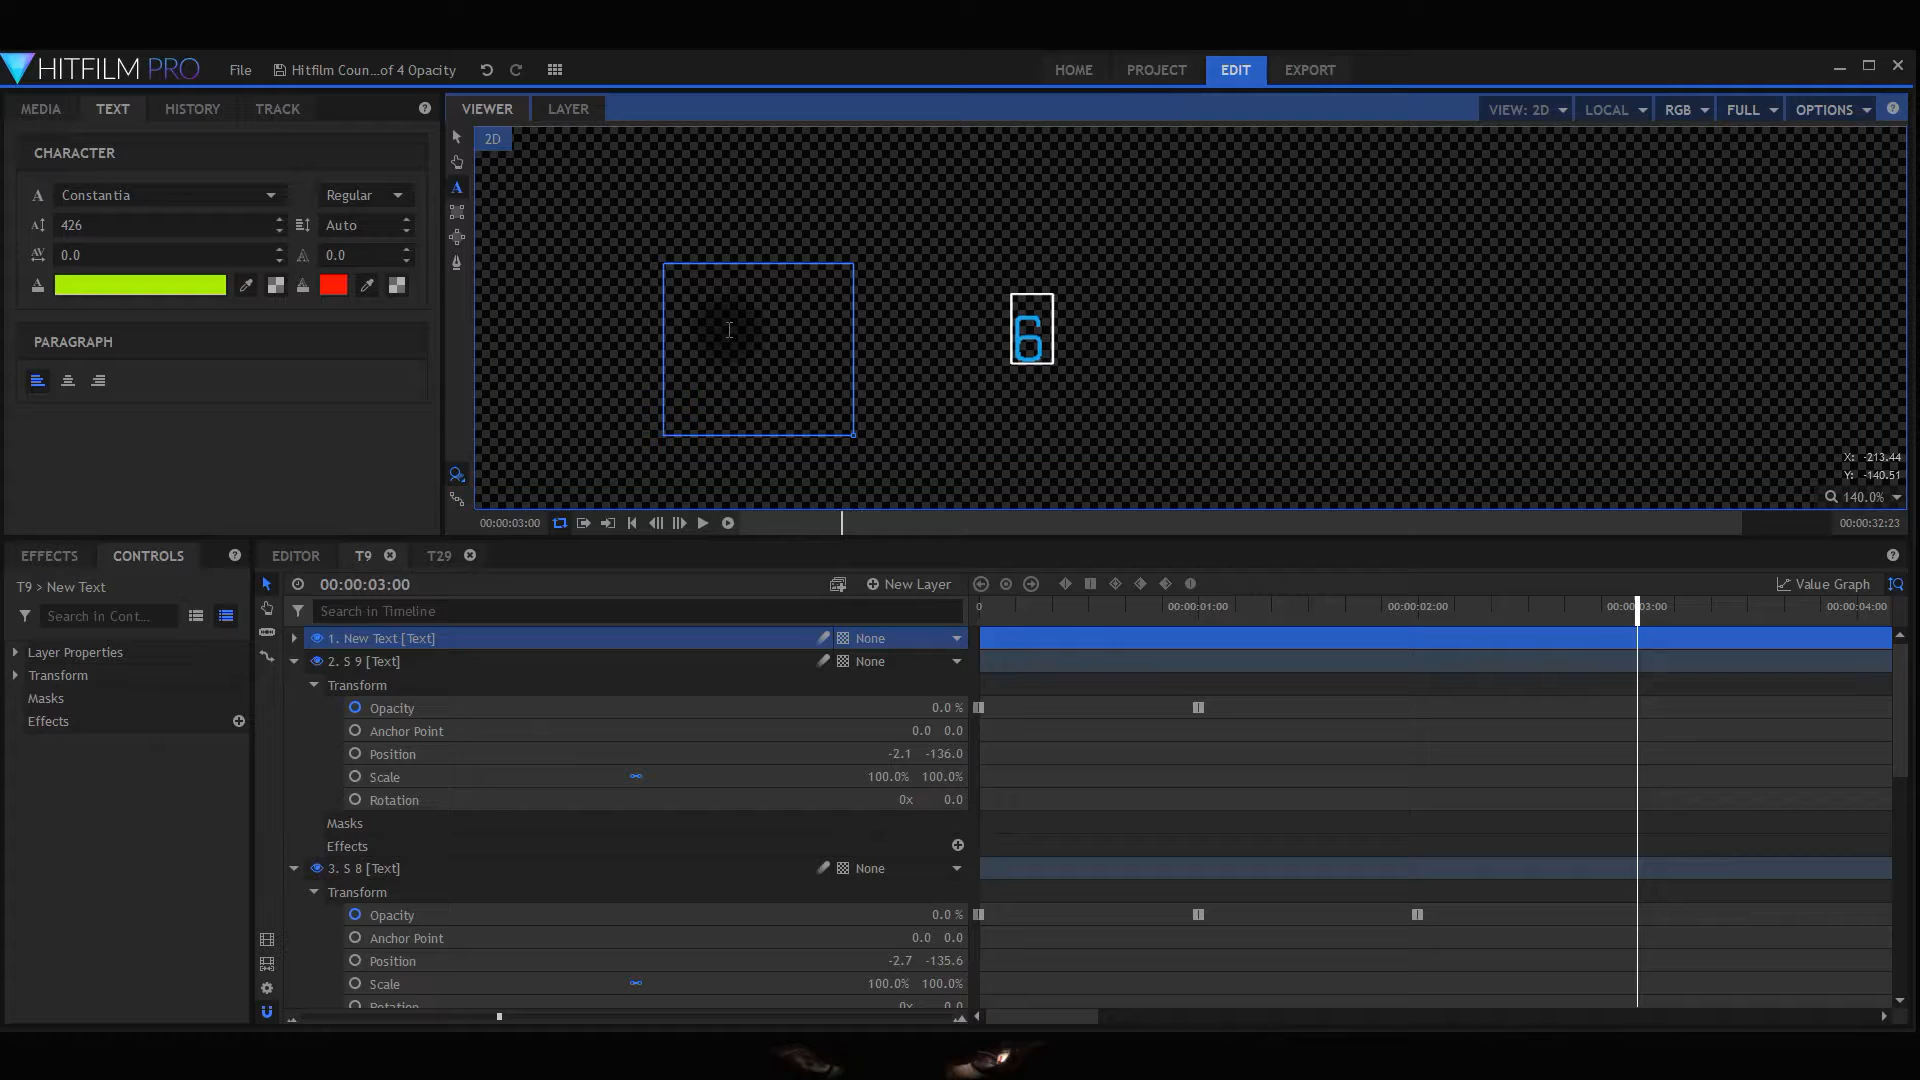 HITFILM PRO File Hitfilm Coun...of 4 Opacity HOME PROJECT EDIT EXPORT
MEDIA TEXT HISTORY TRACK VIEWER LAYER VIEW: 2D LOCAL RGB FULL OPTIONS
2D
CHARACTER
Constantia Regular
426 Auto
0.0 0.0
6
PARAGRAPH
X: -213.44
Y: -140.51
140.0%
00:00:03:00 00:00:32:23
EFFECTS CONTROLS EDITOR T9 T29
T9 > New Text 00:00:03:00 New Layer Value Graph
Search in Cont... Search in Timeline 0 00:00:01:00 00:00:02:00 00:00:03:00 00:00:04:00
Layer Properties 1. New Text [Text] None
Transform 2. S 9 [Text] None
Masks Transform
Effects Opacity 0.0 %
Anchor Point 0.0 0.0
Position -2.1 -136.0
Scale 100.0% 100.0%
Rotation 0x 0.0
Masks
Effects
3. S 8 [Text] None
Transform
Opacity 0.0 %
Anchor Point 0.0 0.0
Position -2.7 -135.6
Scale 100.0% 100.0%
Rotation 0x 0.0